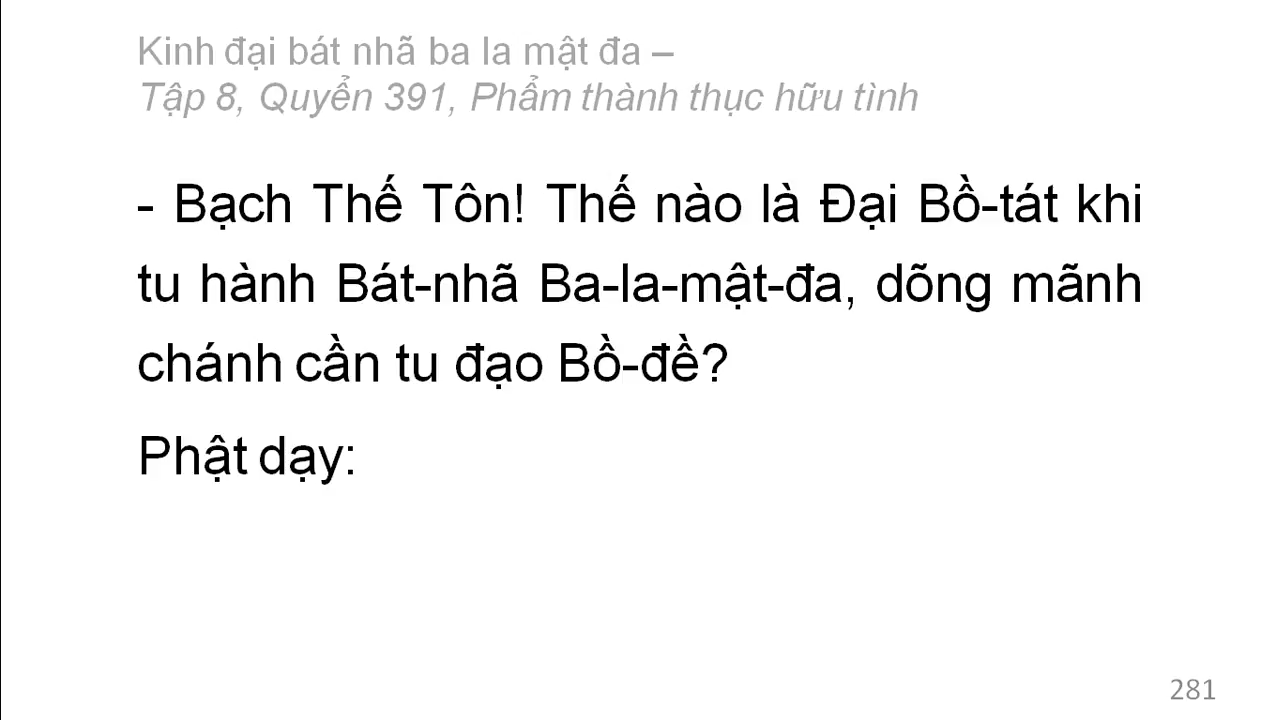 Kinh đại bát nhã ba la mật đa –
Tập 8, Quyển 391, Phẩm thành thục hữu tình
- Bạch Thế Tôn! Thế nào là Đại Bồ-tát khi
tu hành Bát-nhã Ba-la-mật-đa, dõng mãnh
chánh cần tu đạo Bồ-đề?
Phật dạy:
281